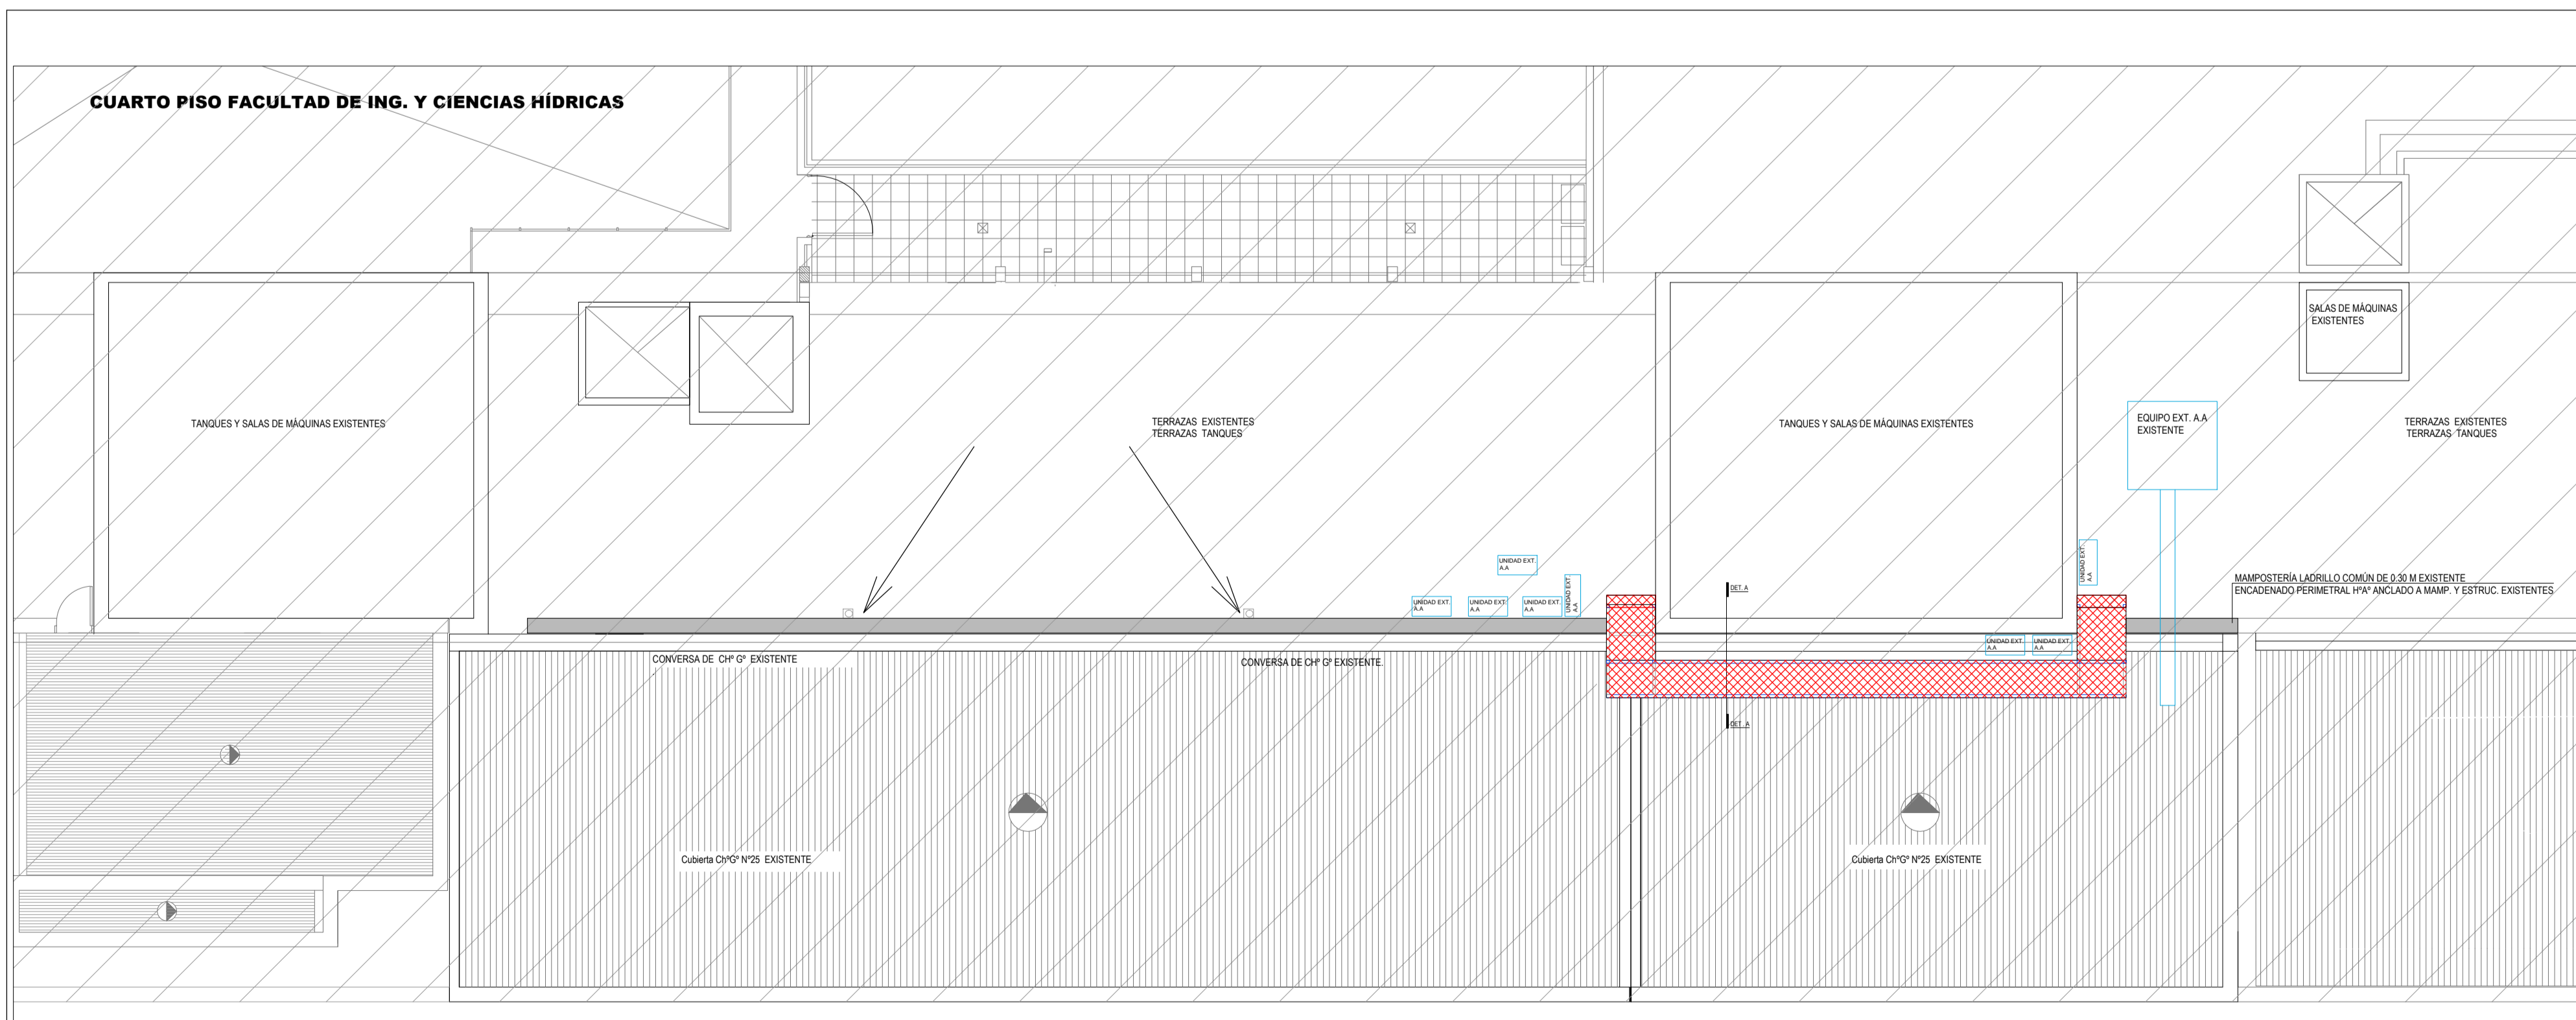 CUARTO PISO FACULTAD DE ING. Y CIENCIAS HÍDRICAS
SALAS DE MÁQUINAS
EXISTENTES
TANQUES Y SALAS DE MÁQUINAS EXISTENTES
TERRAZAS EXISTENTES
TERRAZAS TANQUES
TANQUES Y SALAS DE MÁQUINAS EXISTENTES
EQUIPO EXT. A.A
EXISTENTE
TERRAZAS EXISTENTES
TERRAZAS TANQUES
UNIDAD EXT.
A.A
UNIDAD EXT.
A.A
UNIDAD EXT.
A.A
UNIDAD EXT.
A.A
UNIDAD EXT.
A.A
UNIDAD EXT.
A.A
DET. A
MAMPOSTERÍA LADRILLO COMÚN DE 0.30 M EXISTENTE
ENCADENADO PERIMETRAL HºAº ANCLADO A MAMP. Y ESTRUC. EXISTENTES
UNIDAD EXT.
A.A
UNIDAD EXT.
A.A
CONVERSA DE CHº Gº EXISTENTE
CONVERSA DE CHº Gº EXISTENTE.
DET. A
Cubierta ChºGº Nº25 EXISTENTE
Cubierta ChºGº Nº25 EXISTENTE